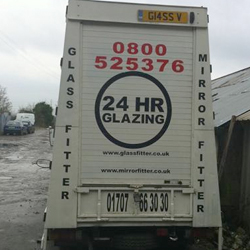 G14SS V
0800
525376
GLASS FITTER
MIRROR FITTER
24 HR
GLAZING
www.glassfitter.co.uk
www.mirrorfitter.co.uk
01707 66 30 30